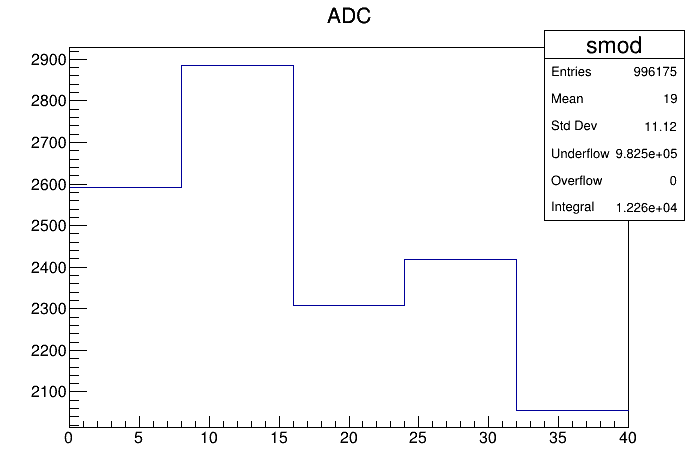 ADC
smod
Entries 996175
Mean 19
Std Dev 11.12
Underflow 9.825e+05
Overflow 0
Integral 1.226e+04
2900
2800
2700
2600
2500
2400
2300
2200
2100
0 5 10 15 20 25 30 35 40